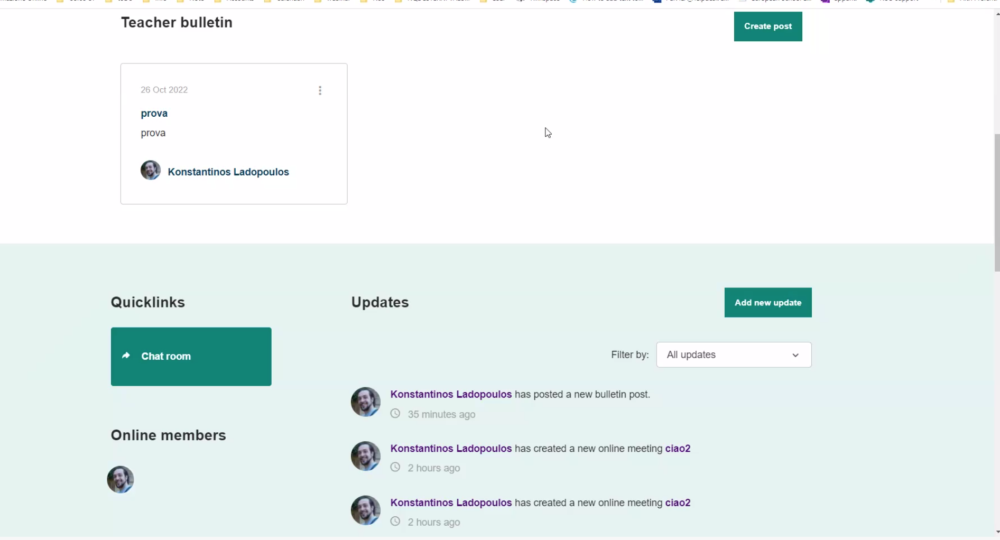 Teacher bulletin
Create post
26 Oct 2022
prova
prova
Konstantinos Ladopoulos
Quicklinks
Updates
Add new update
Chat room
Filter by: All updates
Konstantinos Ladopoulos has posted a new bulletin post.
35 minutes ago
Online members
Konstantinos Ladopoulos has created a new online meeting ciao2
2 hours ago
Konstantinos Ladopoulos has created a new online meeting ciao2
2 hours ago